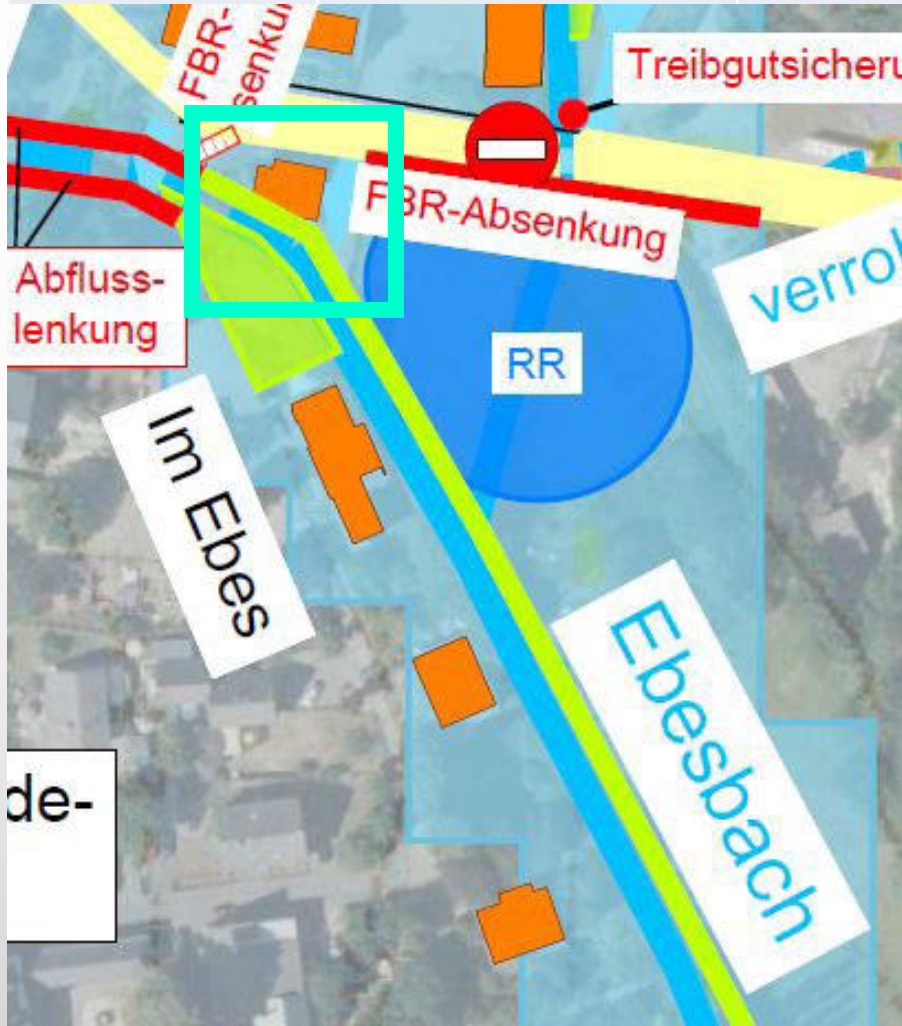 FBR-
senku
Treibgutsicheru
FBR-Absenkung
verrol
Abfluss-
lenkung
RR
Im Ebes
Ebesbach
de-